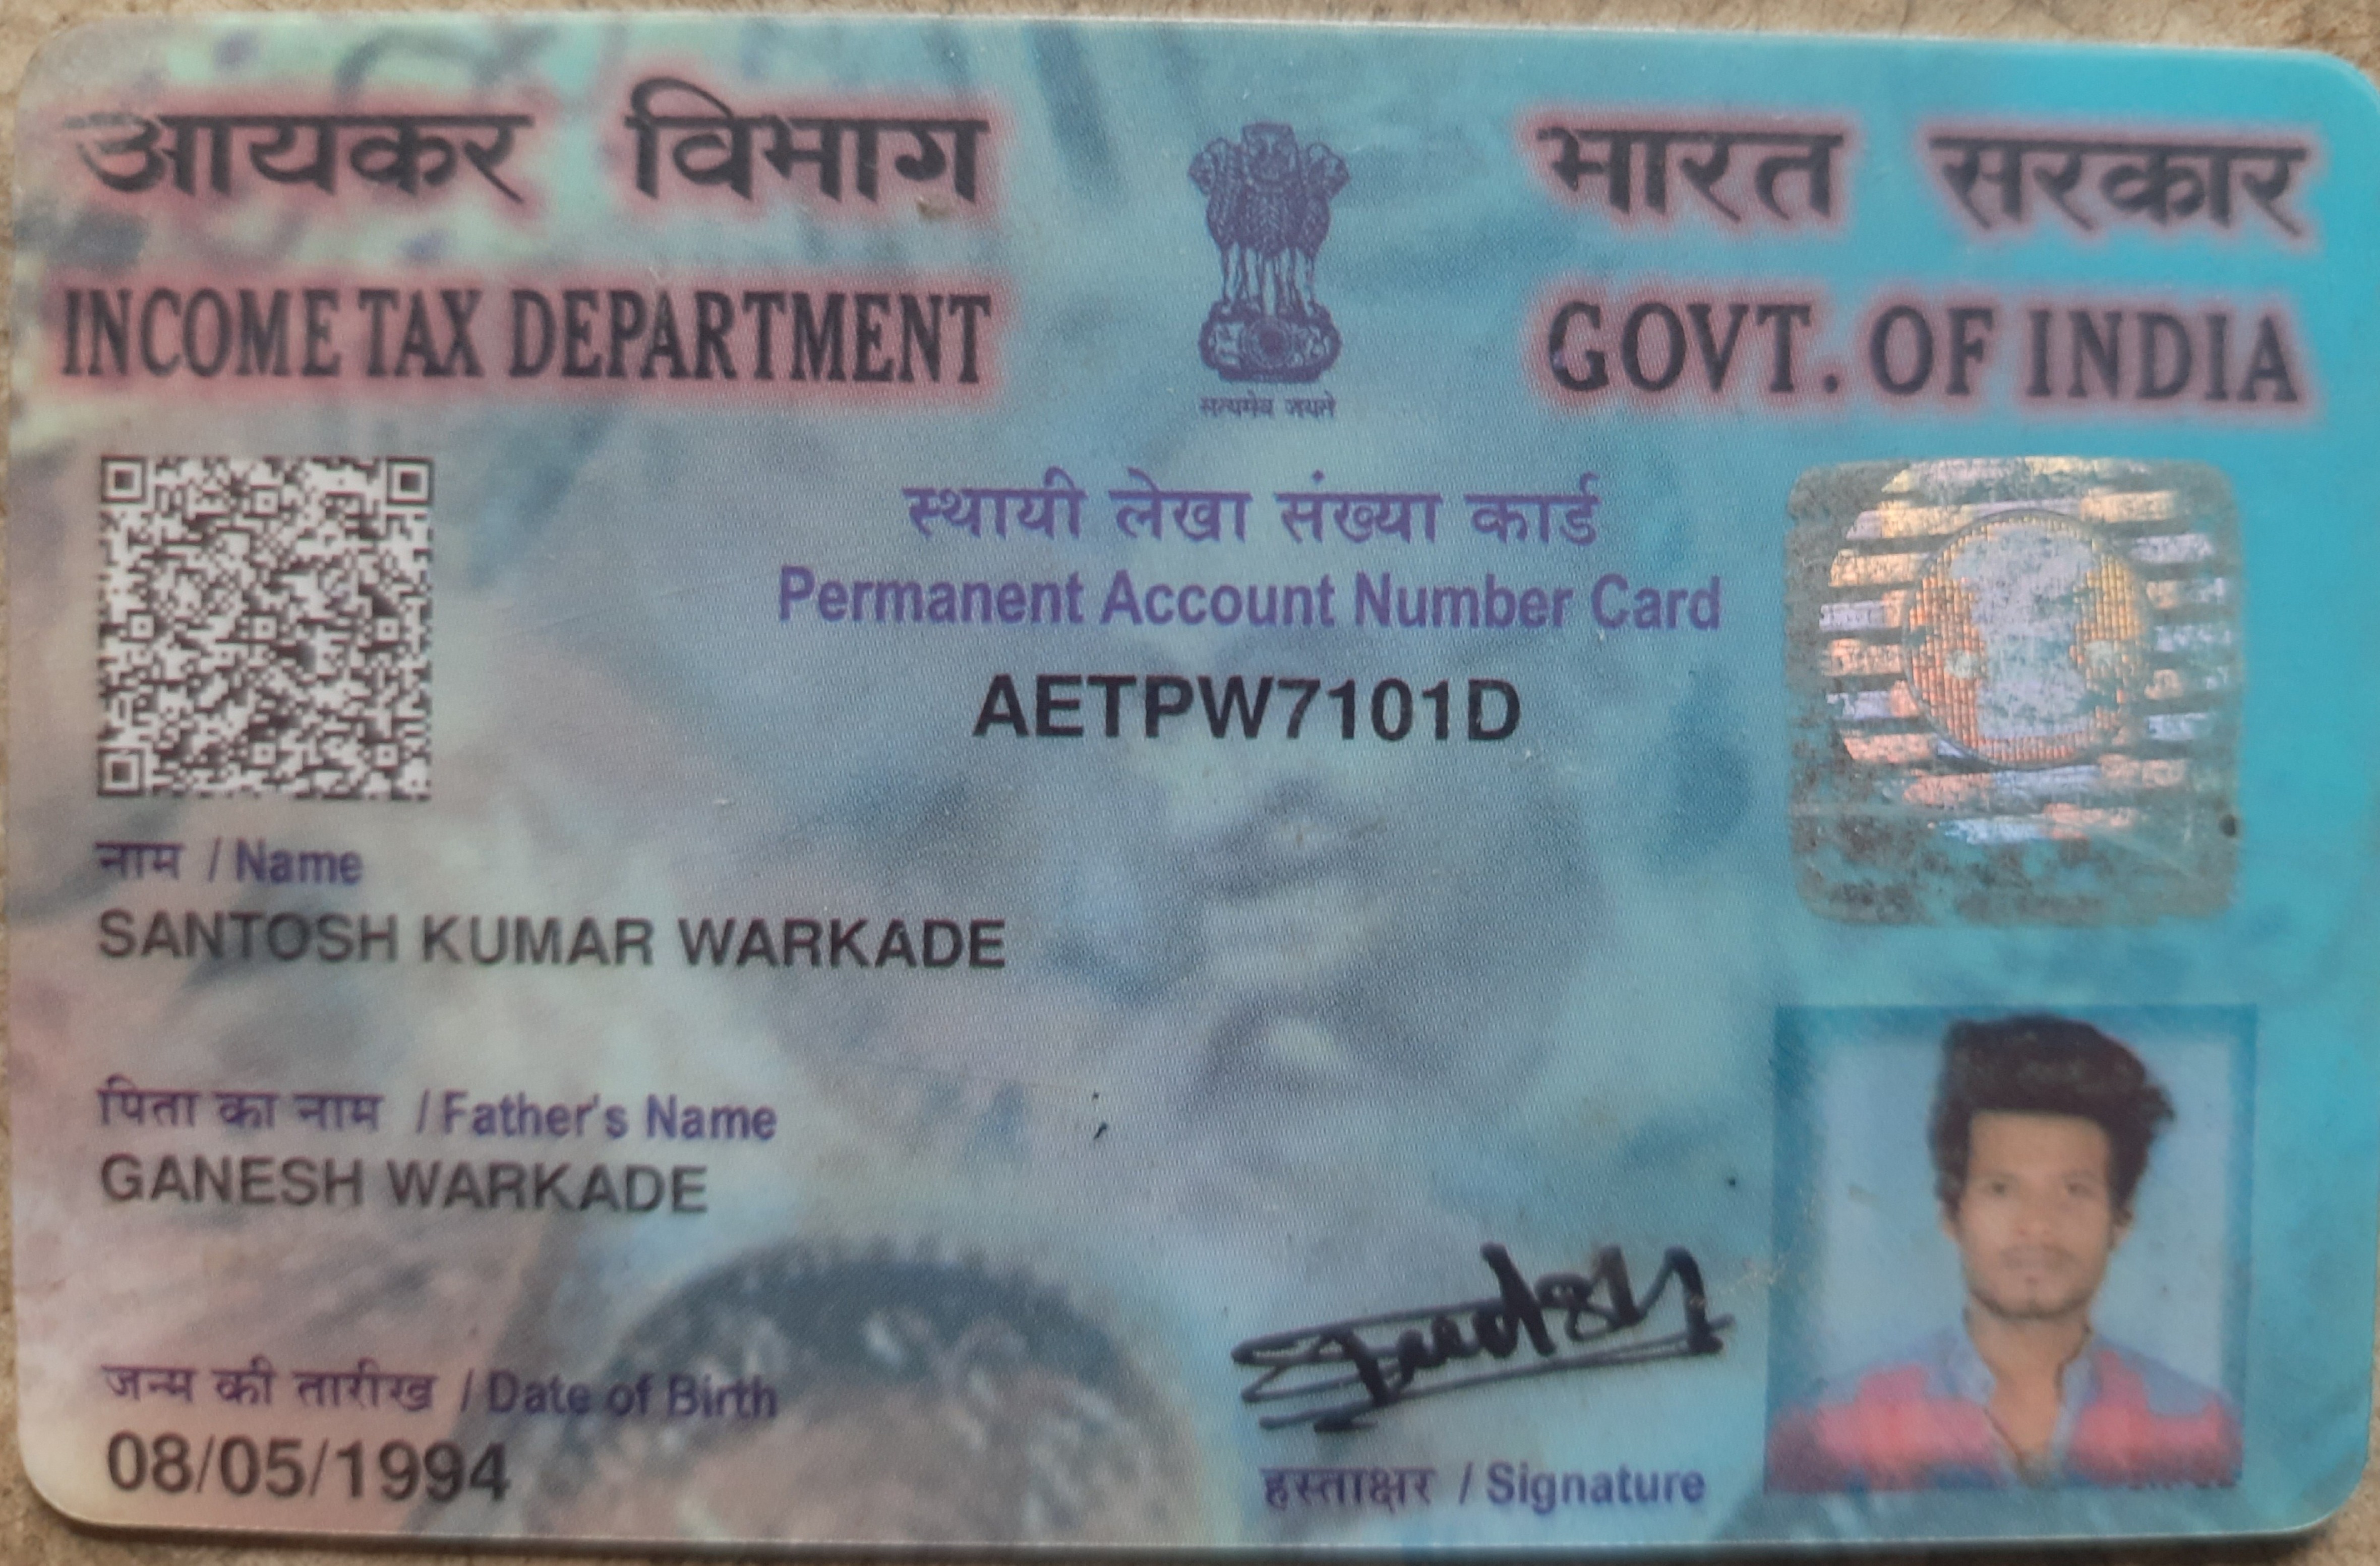 आयकर विभाग
INCOME TAX DEPARTMENT
सत्यमेव जयते
भारत सरकार
GOVT. OF INDIA
स्थायी लेखा संख्या कार्ड
Permanent Account Number Card
AETPW7101D
नाम / Name
SANTOSH KUMAR WARKADE
पिता का नाम / Father's Name
GANESH WARKADE
जन्म की तारीख / Date of Birth
08/05/1994
हस्ताक्षर / Signature